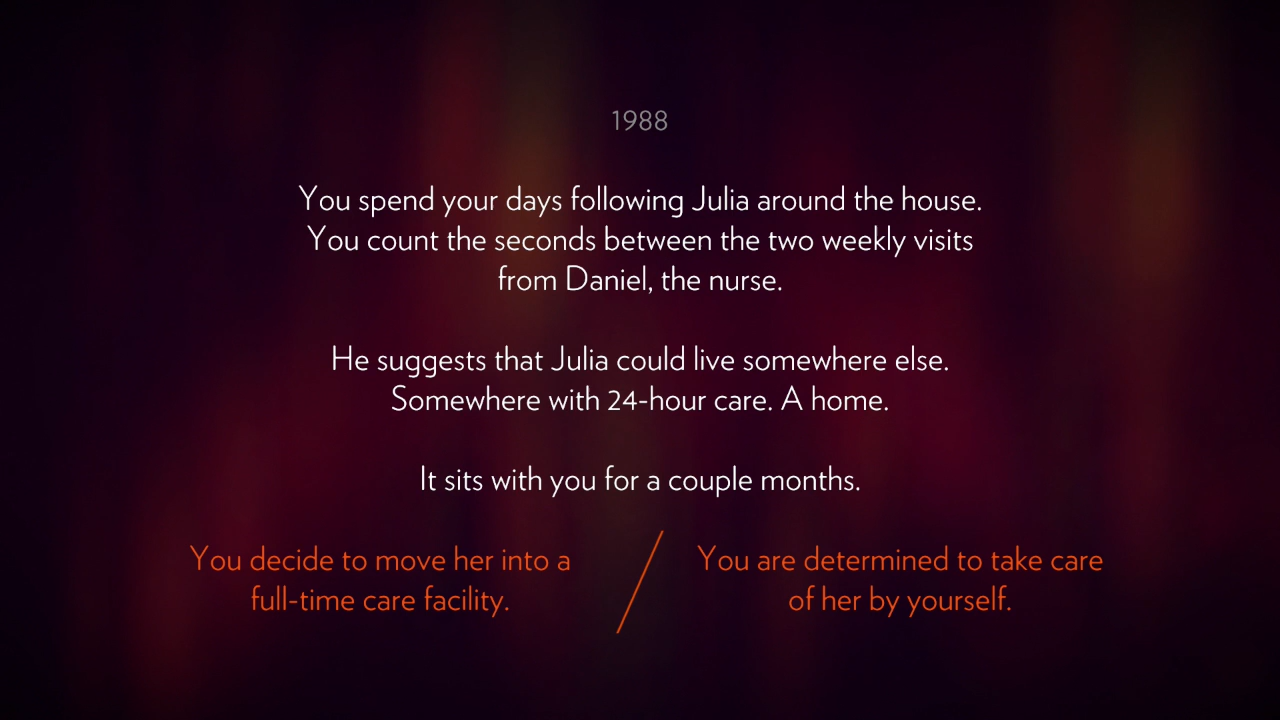 1988
You spend your days following Julia around the house.
You count the seconds between the two weekly visits
from Daniel, the nurse.
He suggests that Julia could live somewhere else.
Somewhere with 24-hour care. A home.
It sits with you for a couple months.
You decide to move her into a
full-time care facility.
You are determined to take care
of her by yourself.